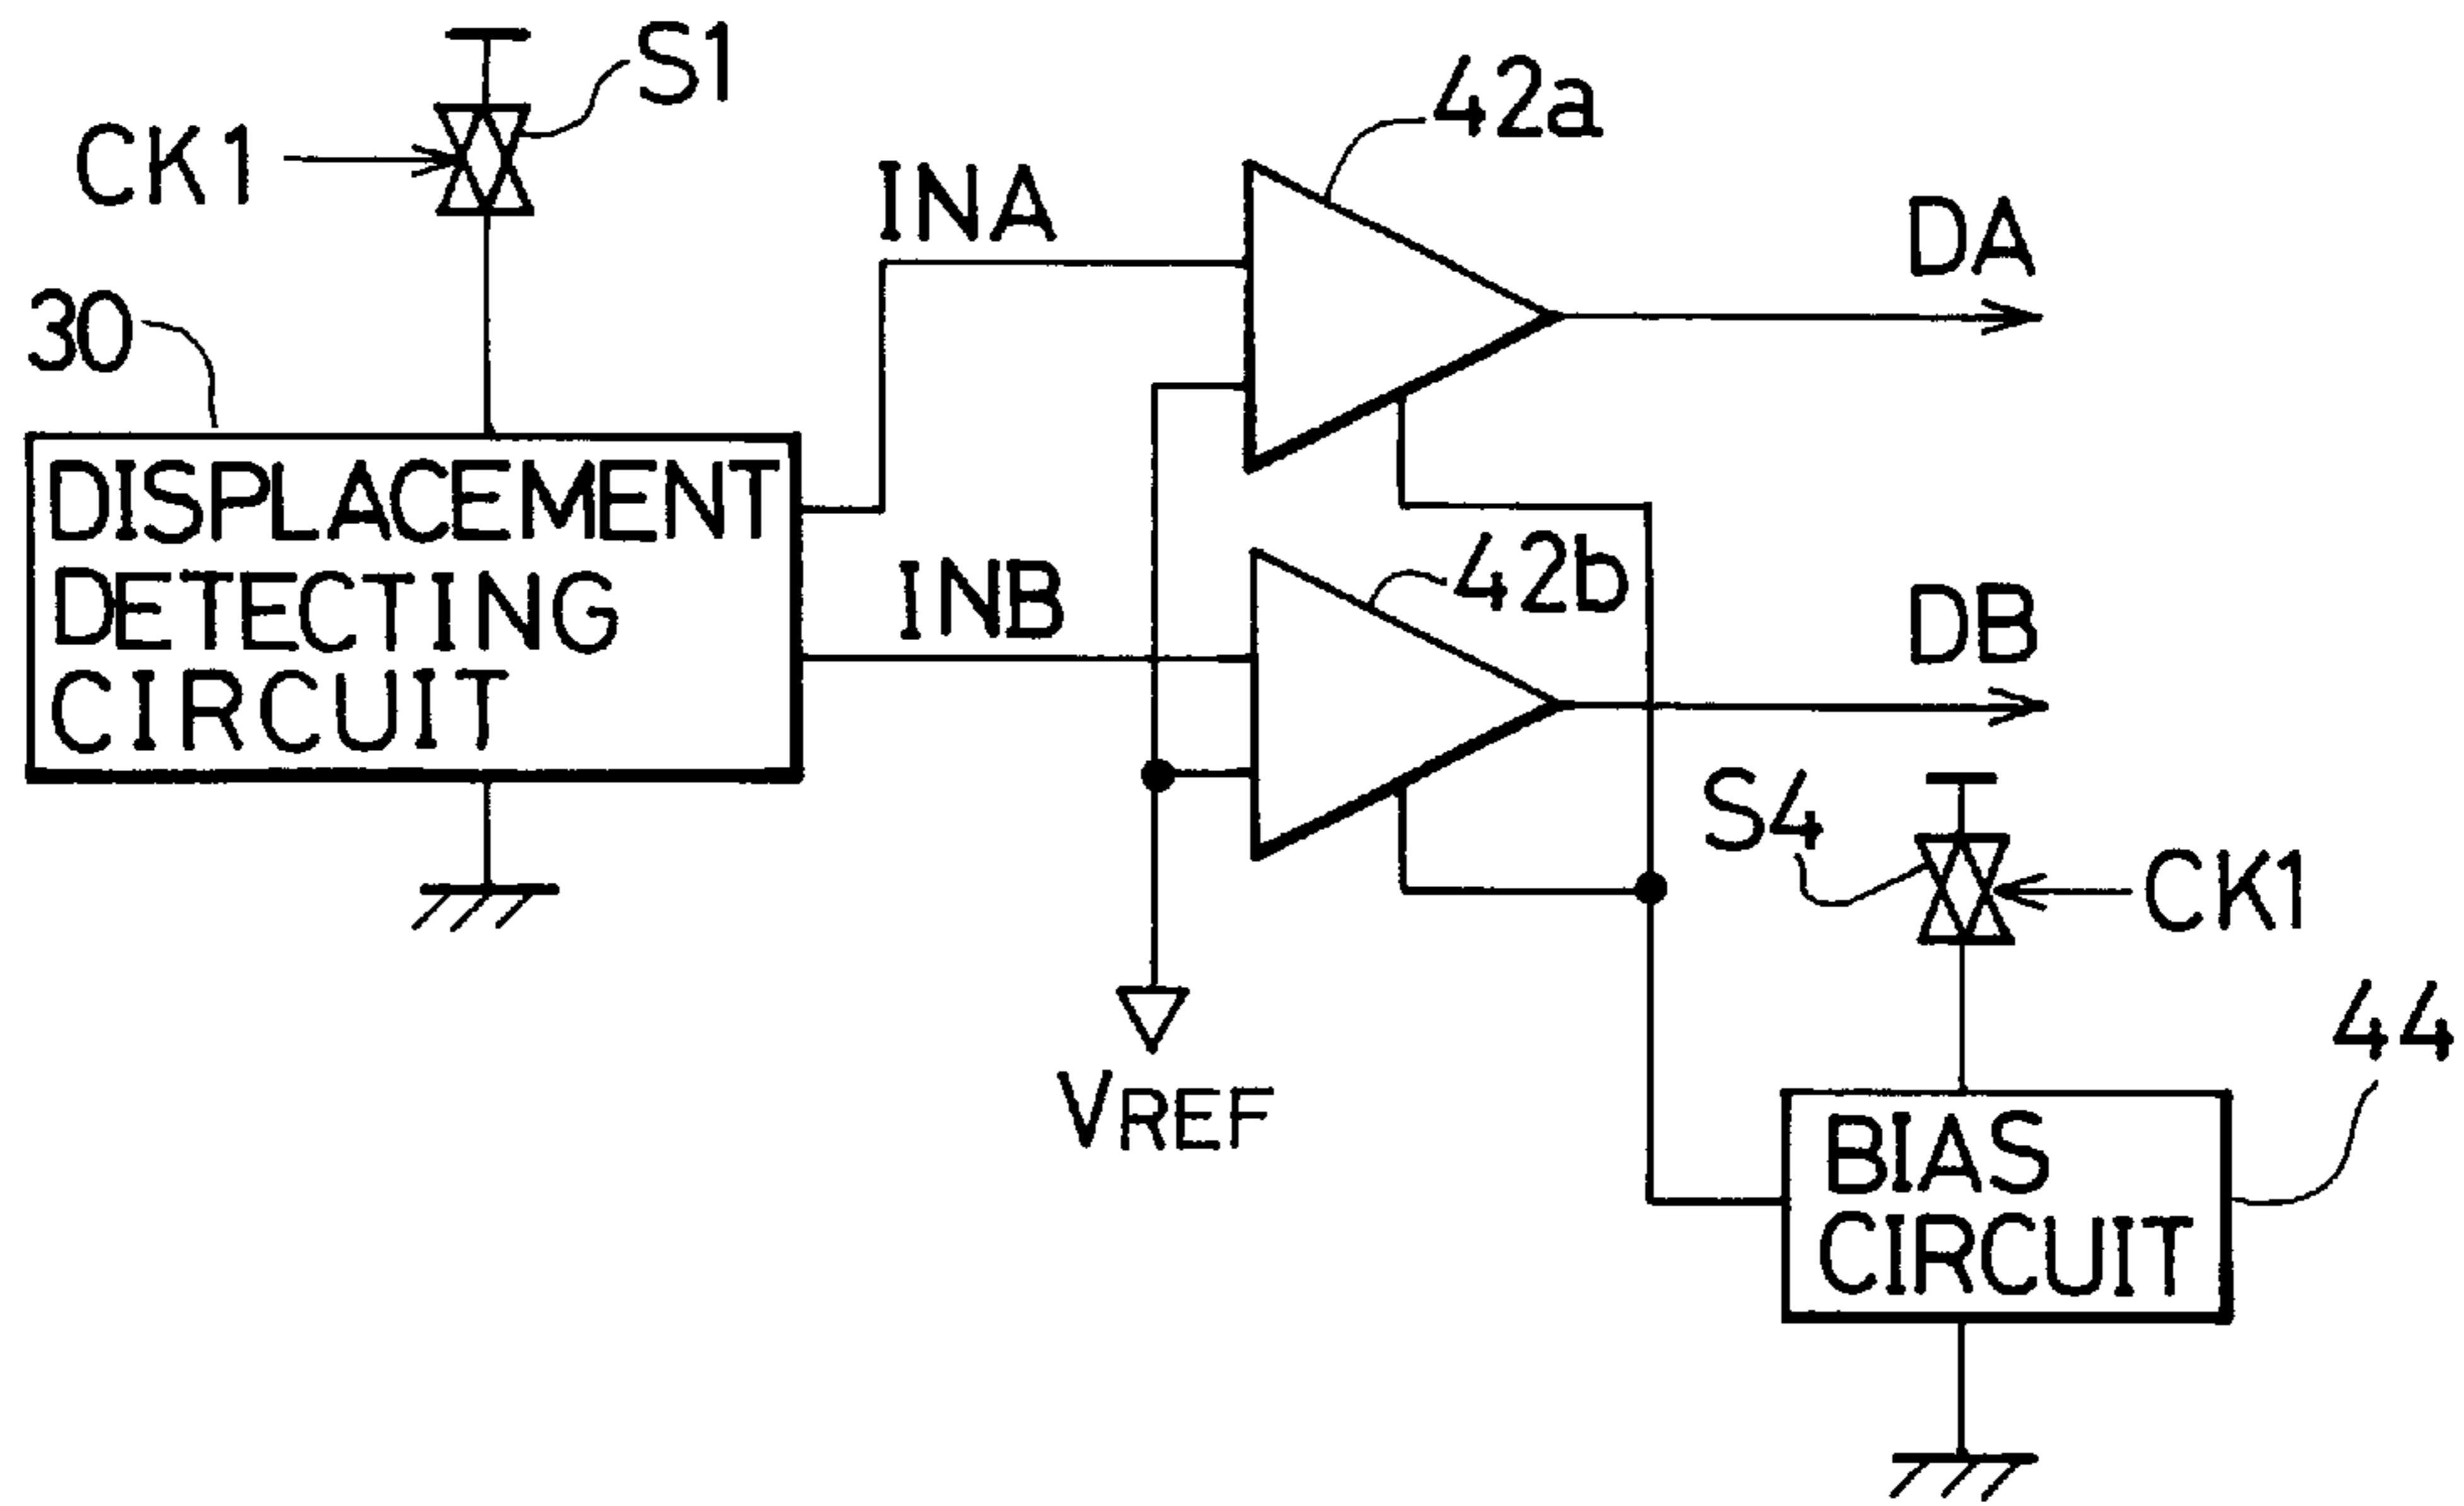 S1
42a
CK1
INA
DA
30
DISPLACEMENT
DETECTING
CIRCUIT
INB
42b
DB
S4
CK1
VREF
44
BIAS
CIRCUIT